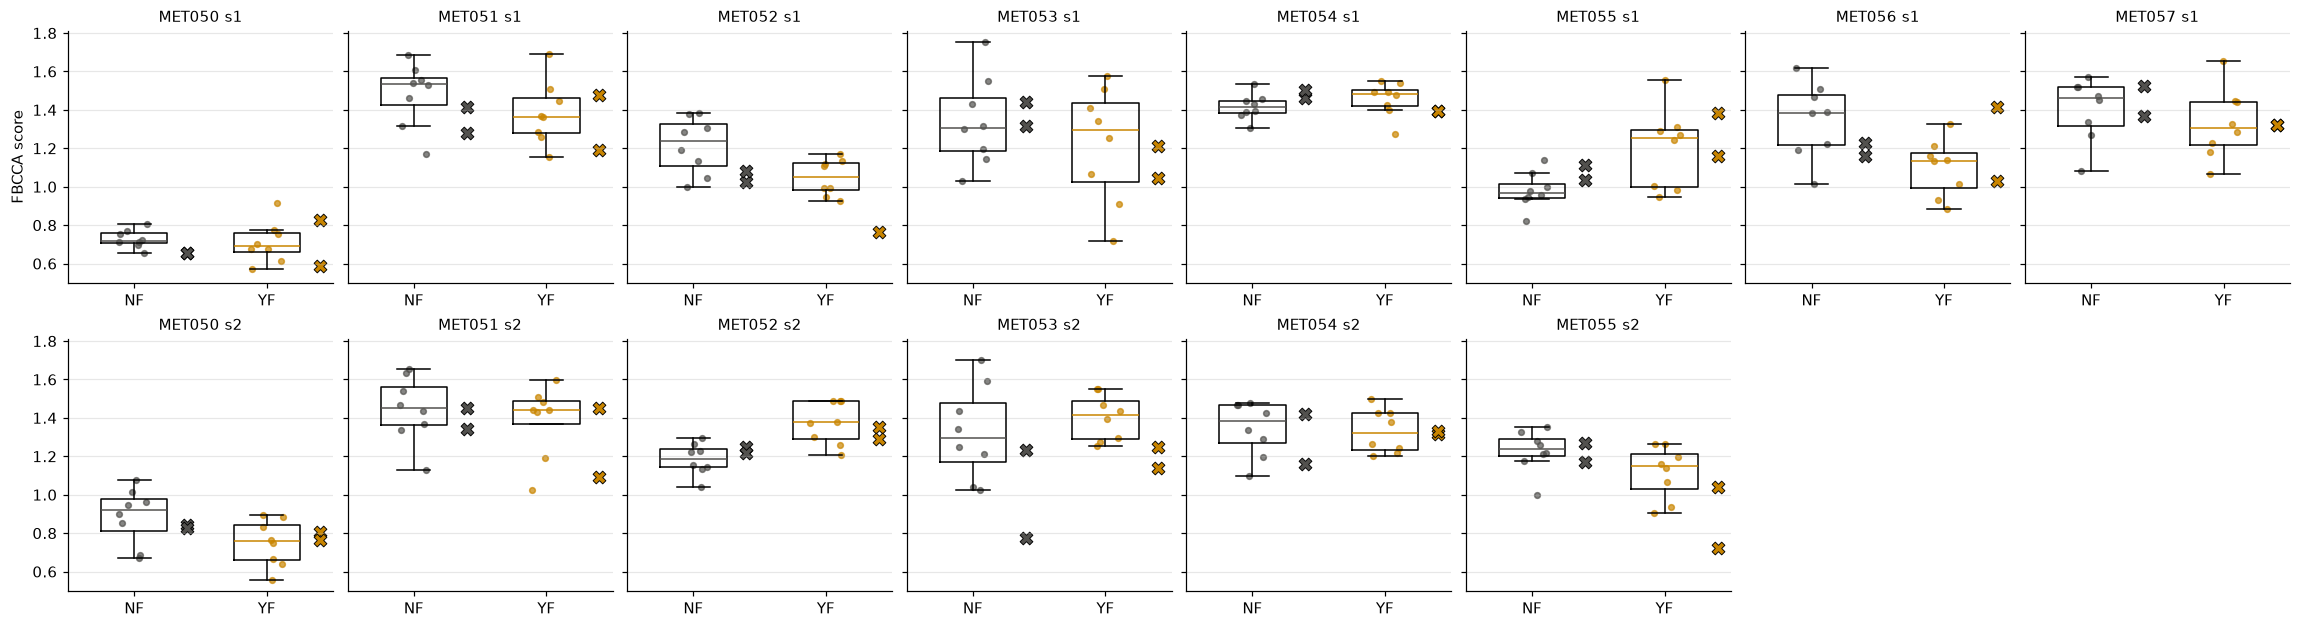 MET050 s1 MET051 s1 MET052 s1 MET053 s1 MET054 s1 MET055 s1 MET056 s1 MET057 s1
FBCCA score
1.8
1.6
1.4
1.2
1.0
0.8
0.6
NF YF NF YF NF YF NF YF NF YF NF YF NF YF NF YF
MET050 s2 MET051 s2 MET052 s2 MET053 s2 MET054 s2 MET055 s2
1.8
1.6
1.4
1.2
1.0
0.8
0.6
NF YF NF YF NF YF NF YF NF YF NF YF